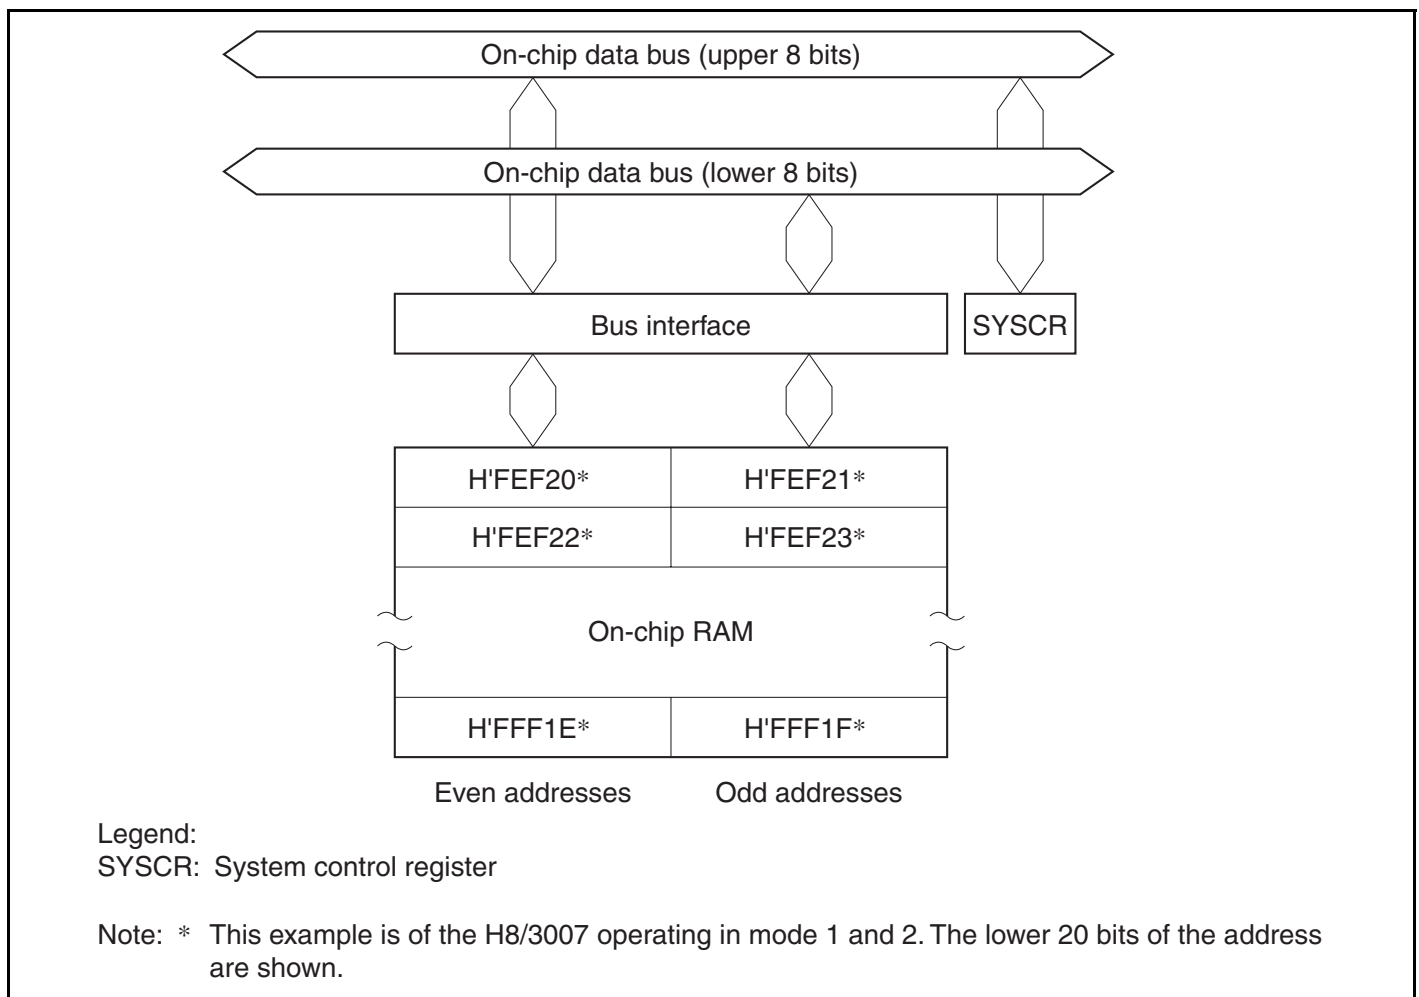 On-chip data bus (upper 8 bits)
On-chip data bus (lower 8 bits)
Bus interface
SYSCR
H'FEF20* H'FEF21*
H'FEF22* H'FEF23*
On-chip RAM
H'FFF1E* H'FFF1F*
Even addresses Odd addresses
Legend:
SYSCR: System control register
Note: * This example is of the H8/3007 operating in mode 1 and 2. The lower 20 bits of the address
are shown.